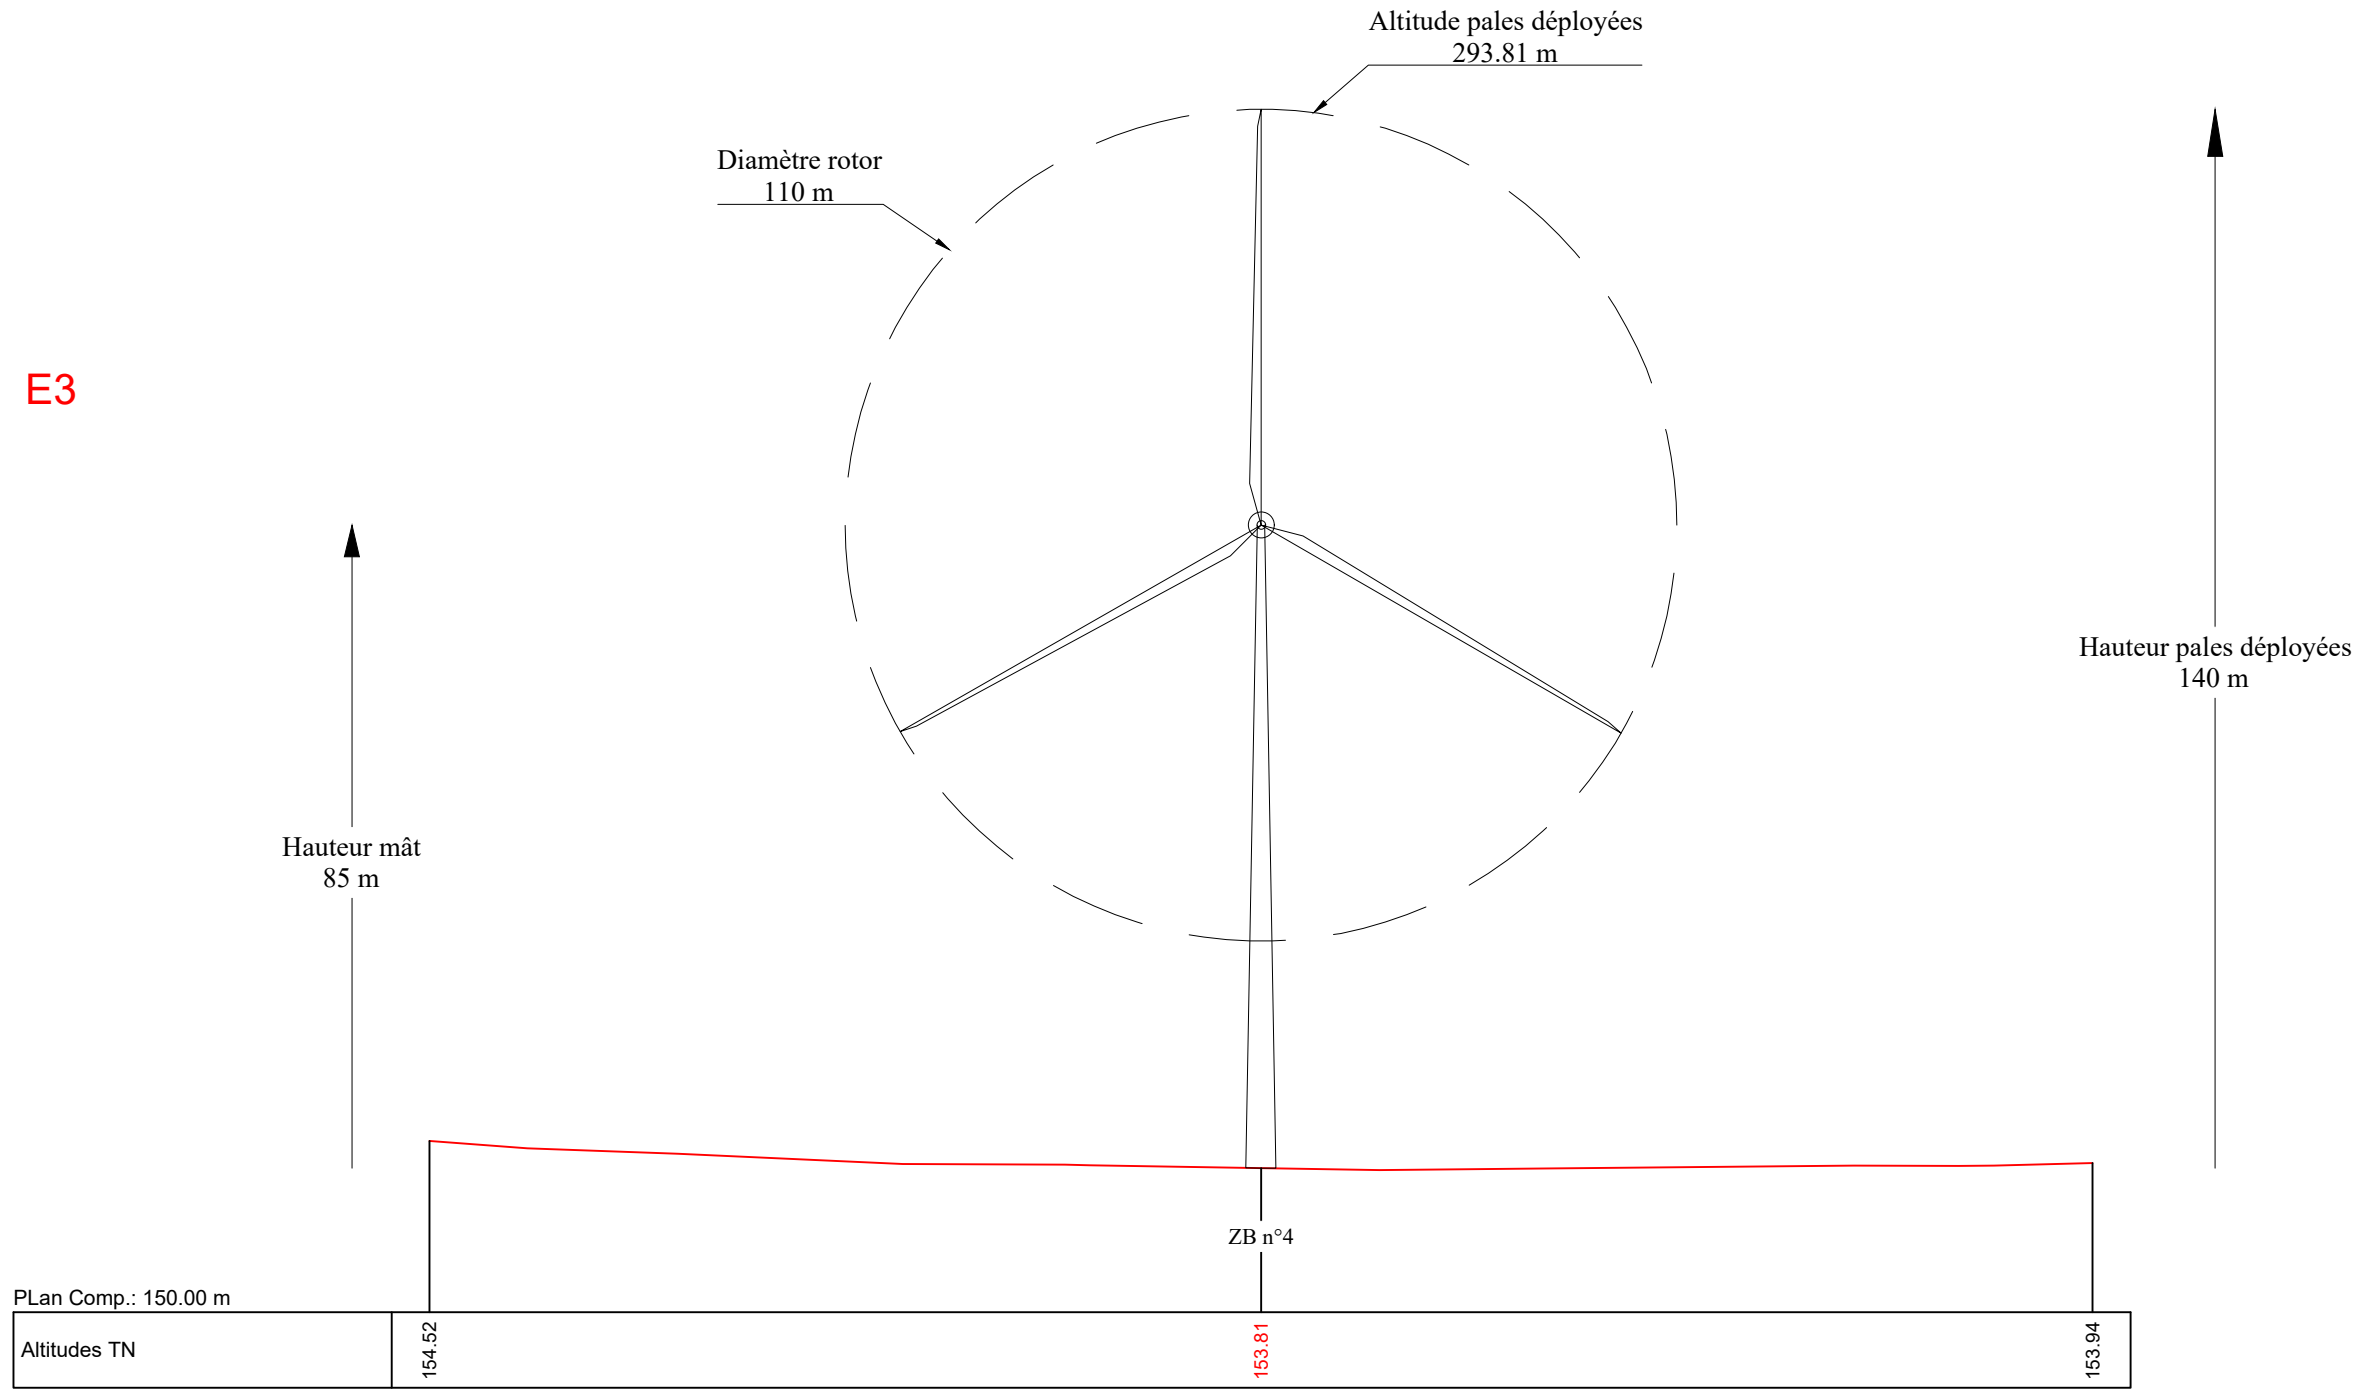 Altitude pales déployées
293.81 m
Diamètre rotor
110 m
E3
Hauteur pales déployées
140 m
Hauteur mât
85 m
ZB n°4
PLan Comp.: 150.00 m
Altitudes TN
154.52
153.81
153.94